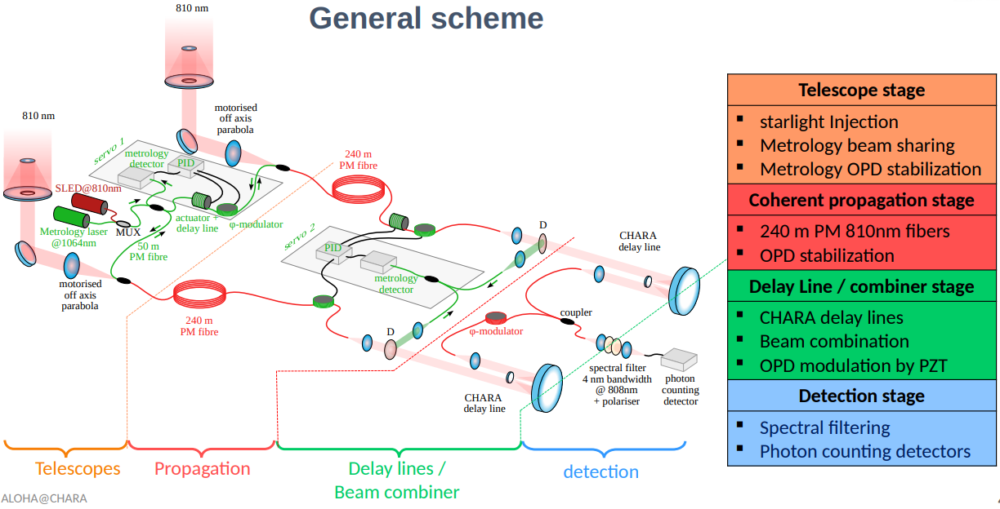 General scheme
810 nm
810 nm
motorised
off axis
parabola
servo 1
metrology
detector
PID
SLED@810nm
Metrology laser
@1064nm
MUX
actuator +
delay line
φ-modulator
50 m
PM fibre
motorised
off axis
parabola
240 m
PM fibre
240 m
PM fibre
servo 2
PID
metrology
detector
D
D
CHARA
delay line
coupler
φ-modulator
CHARA
delay line
spectral filter
4 nm bandwidth
@ 808nm
+ polariser
photon
counting
detector
Telescopes
Propagation
Delay lines /
Beam combiner
detection
Telescope stage
▪ starlight Injection
▪ Metrology beam sharing
▪ Metrology OPD stabilization
Coherent propagation stage
▪ 240 m PM 810nm fibers
▪ OPD stabilization
Delay Line / combiner stage
▪ CHARA delay lines
▪ Beam combination
▪ OPD modulation by PZT
Detection stage
▪ Spectral filtering
▪ Photon counting detectors
ALOHA@CHARA